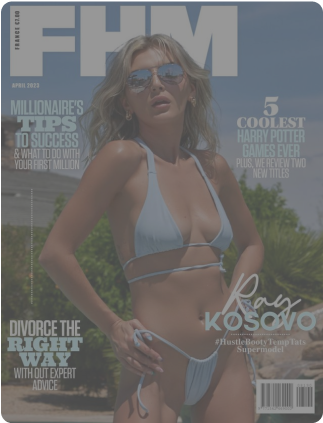 FRANCE £3.99
FHM
APRIL 2023
MILLIONAIRE'S
TIPS
TO SUCCESS
& WHAT TO DO WITH
YOUR FIRST MILLION
5
COOLEST
HARRY POTTER
GAMES EVER
PLUS, WE REVIEW TWO
NEW TITLES
Ray
KOSOVO
#HustleBootyTempTats
Supermodel
DIVORCE THE
RIGHT
WAY
WITH OUT EXPERT
ADVICE